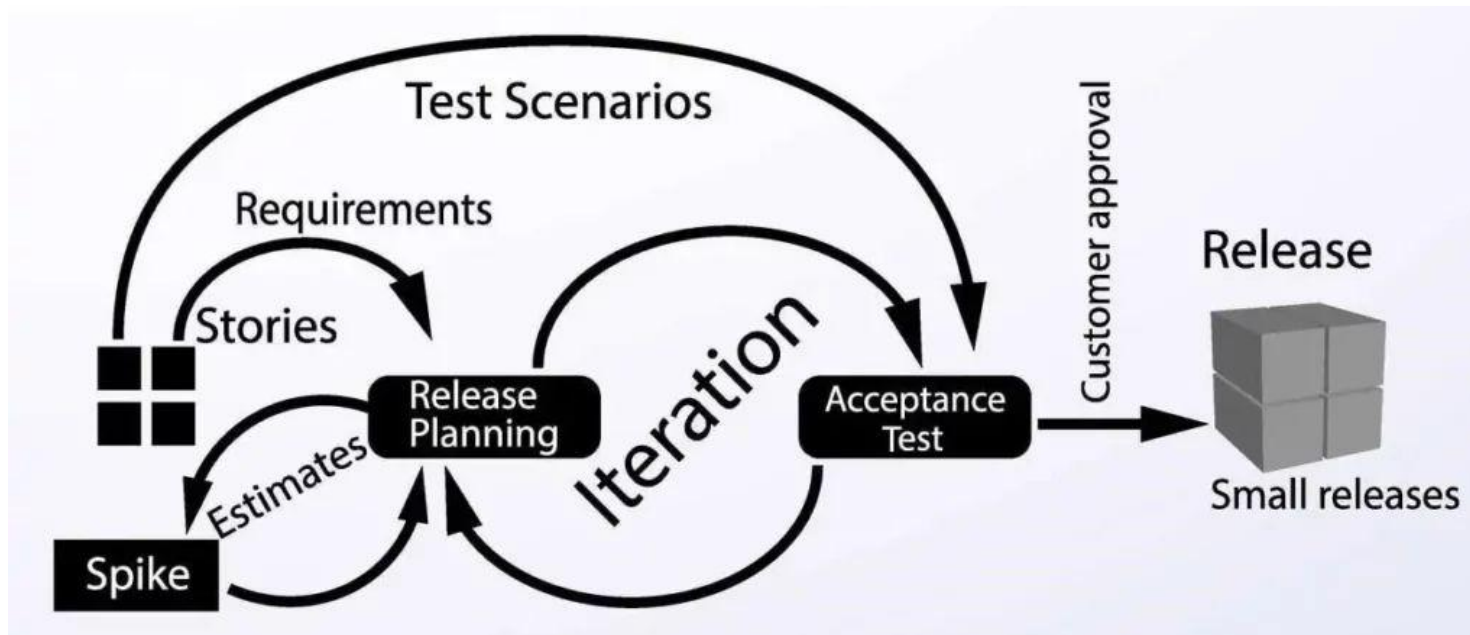 Test Scenarios
Requirements
Stories
Release
Planning
Estimates
Spike
Iteration
Acceptance
Test
Customer approval
Release
Small releases